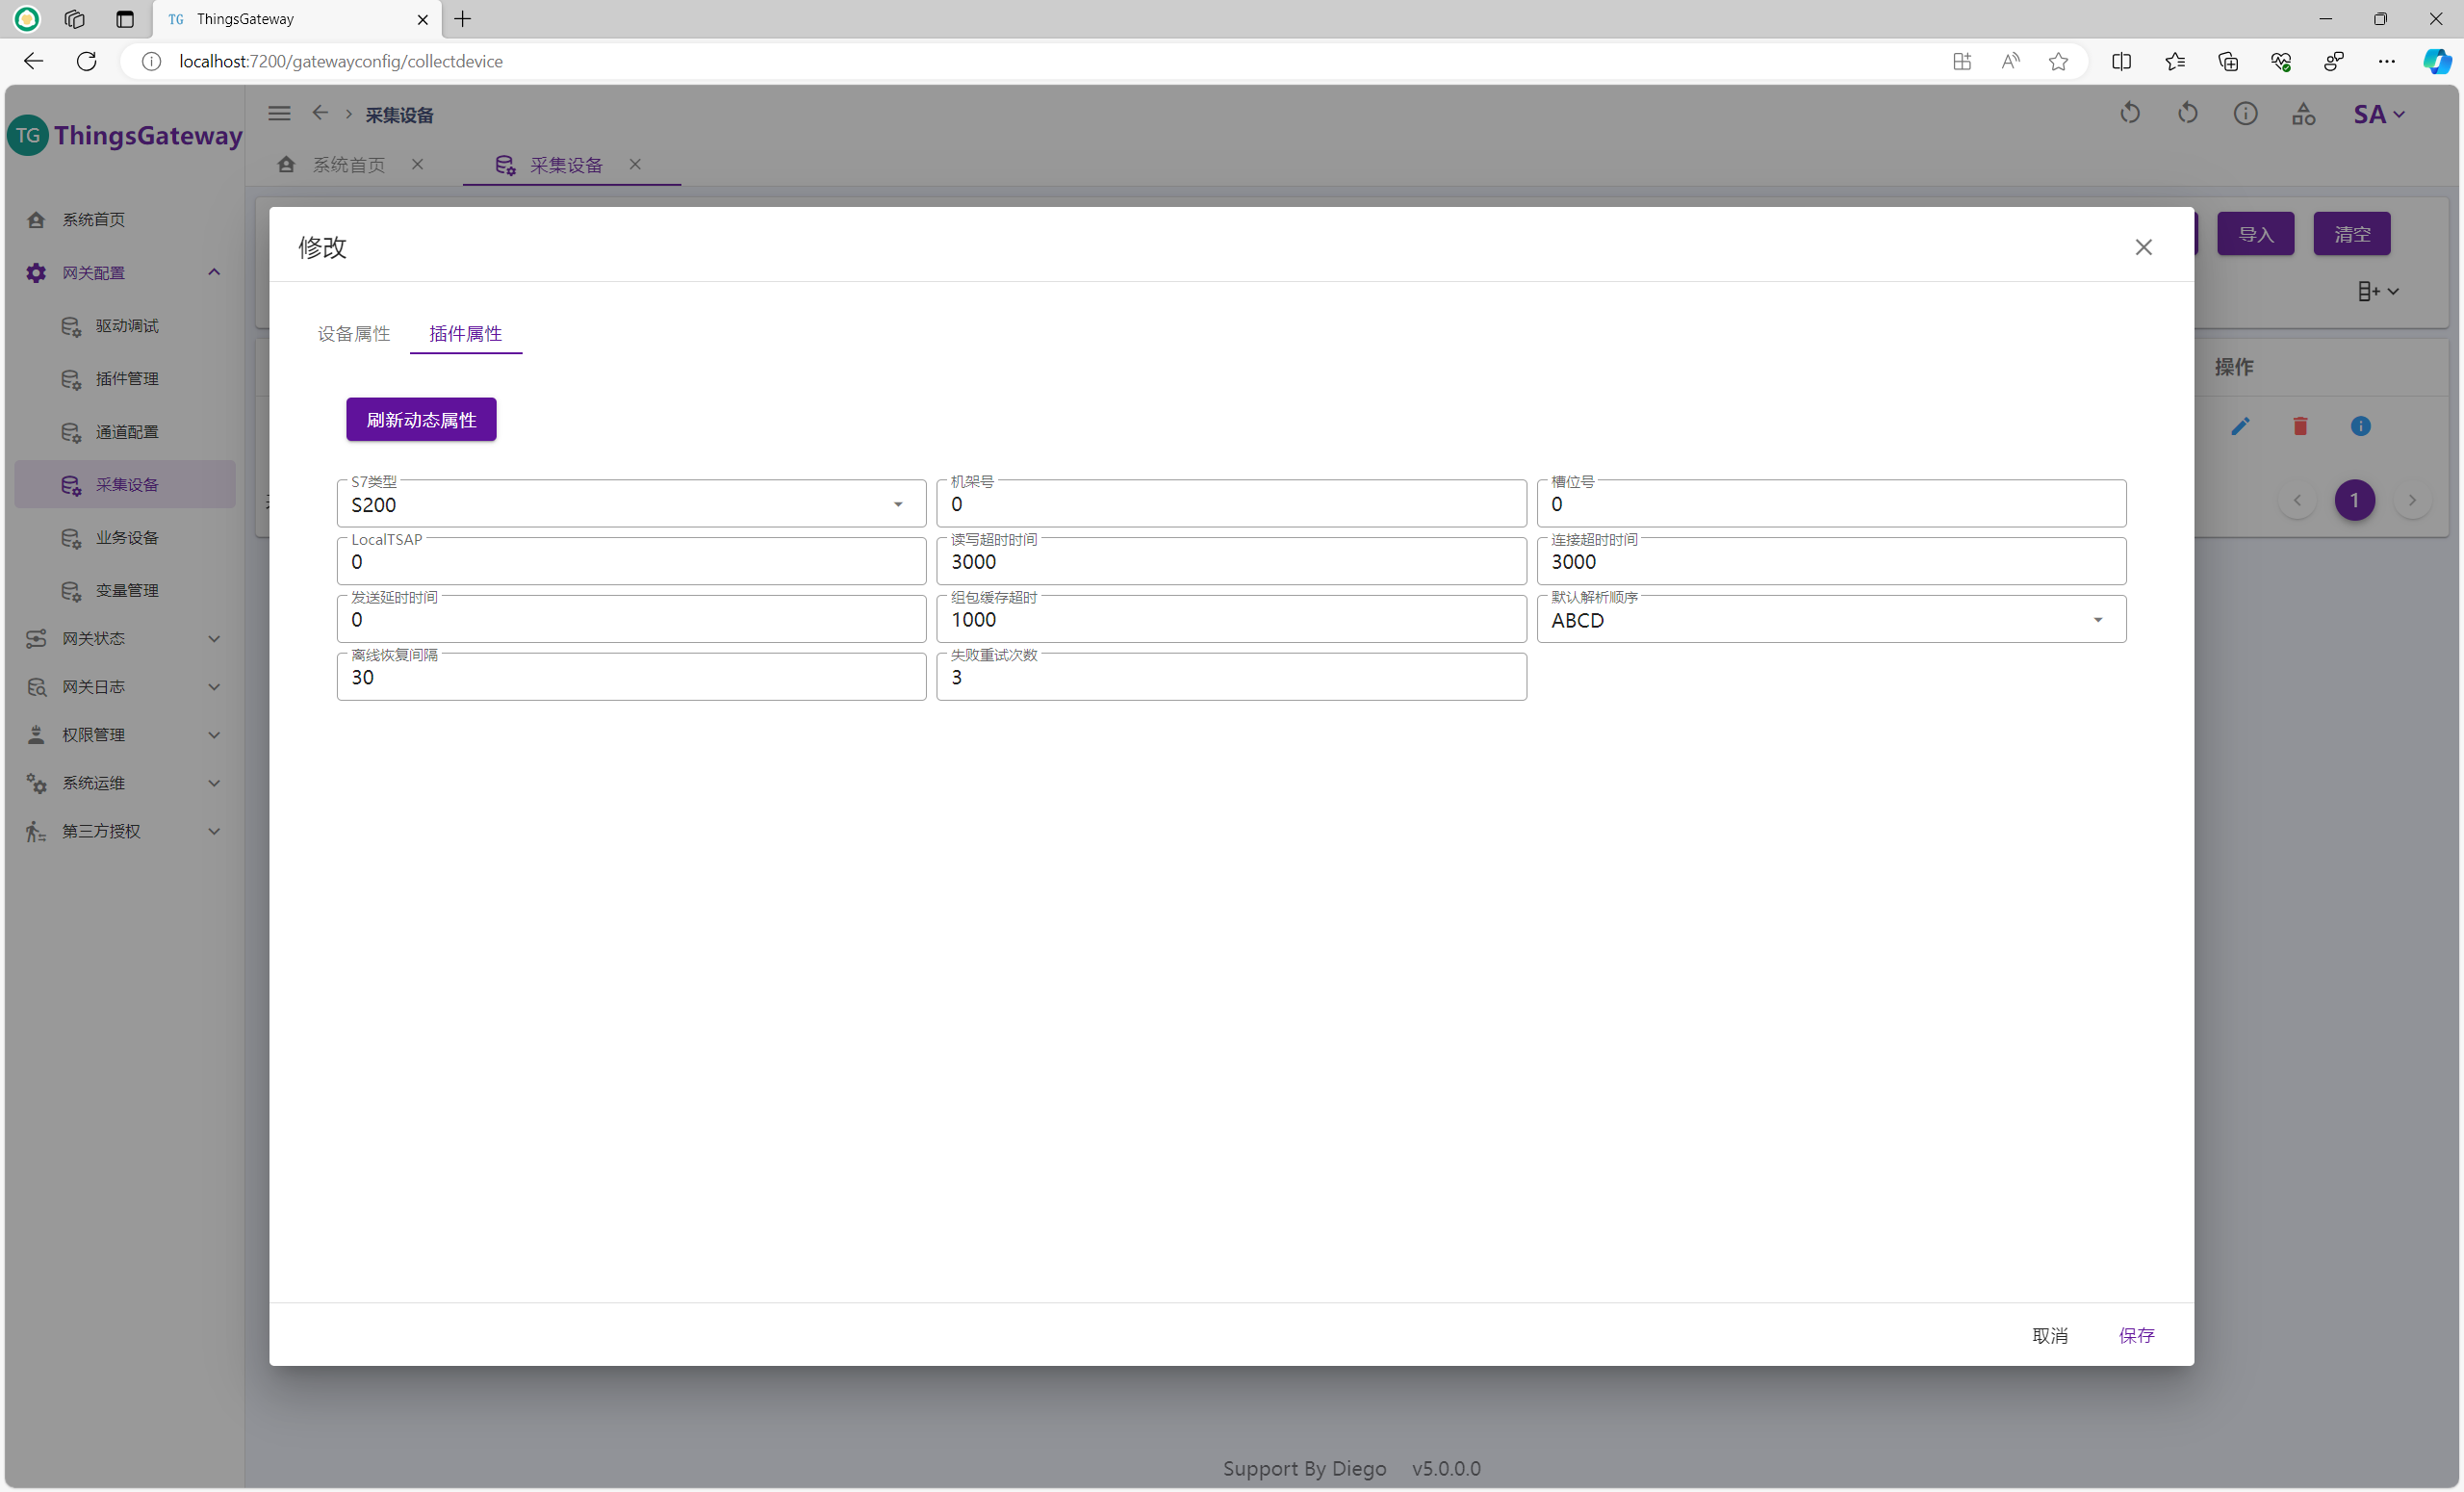 TG ThingsGateway
localhost:7200/gatewayconfig/collectdevice
TG ThingsGateway
采集设备
SA
系统首页
采集设备
系统首页
网关配置
驱动调试
插件管理
通道配置
采集设备
业务设备
变量管理
网关状态
网关日志
权限管理
系统运维
第三方授权
导入
清空
操作
1
修改
设备属性
插件属性
刷新动态属性
S7类型
S200
机架号
0
槽位号
0
LocalTSAP
0
读写超时时间
3000
连接超时时间
3000
发送延时时间
0
组包缓存超时
1000
默认解析顺序
ABCD
离线恢复间隔
30
失败重试次数
3
取消
保存
Support By Diego v5.0.0.0